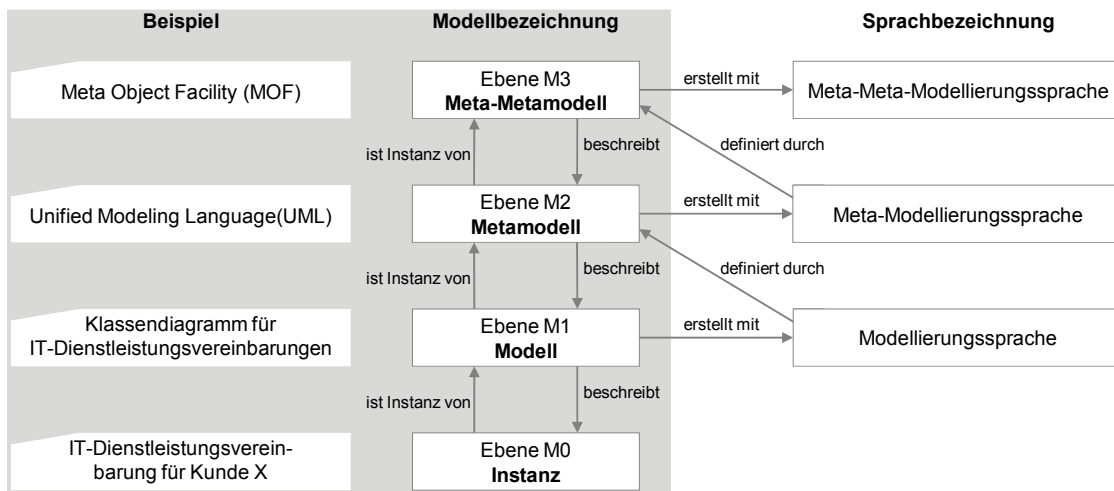 Beispiel
Modellbezeichnung
Sprachbezeichnung
Meta Object Facility (MOF)
Ebene M3
Meta-Metamodell
erstellt mit
Meta-Meta-Modellierungssprache
ist Instanz von
beschreibt
definiert durch
Unified Modeling Language(UML)
Ebene M2
Metamodell
erstellt mit
Meta-Modellierungssprache
ist Instanz von
beschreibt
definiert durch
Klassendiagramm für
IT-Dienstleistungsvereinbarungen
Ebene M1
Modell
erstellt mit
Modellierungssprache
ist Instanz von
beschreibt
IT-Dienstleistungsverein-
barung für Kunde X
Ebene M0
Instanz